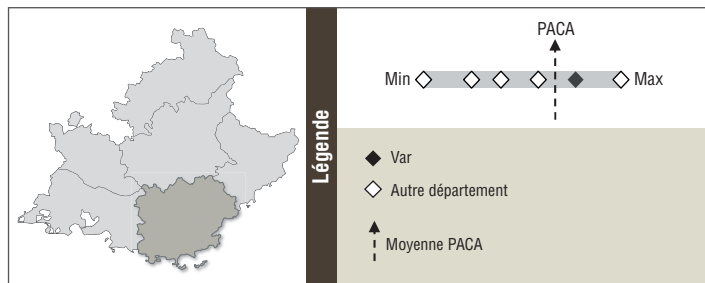 Légende
PACA
Min Max
Var
Autre département
Moyenne PACA